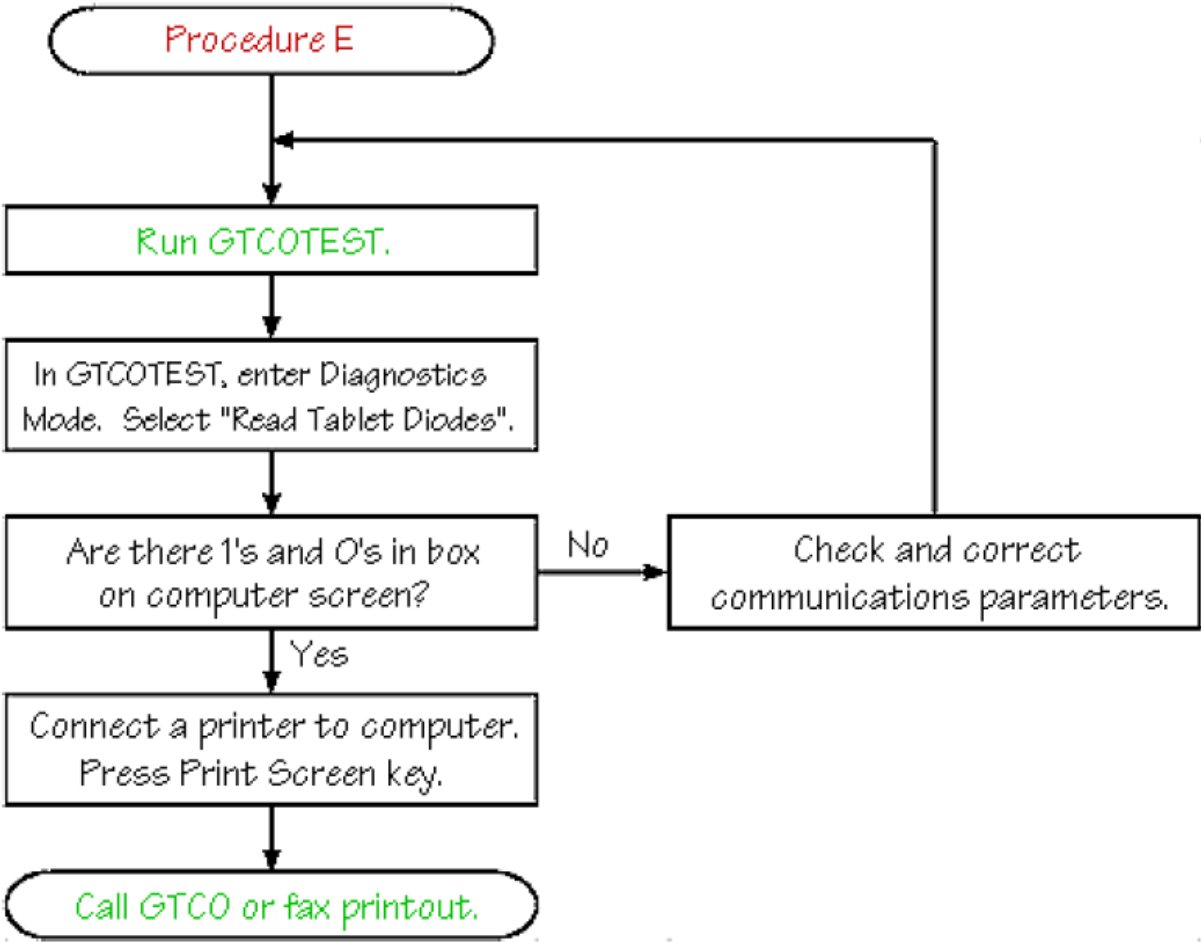 Procedure E
Run GTCOTEST.
In GTCOTEST, enter Diagnostics
Mode. Select "Read Tablet Diodes".
Are there 1's and 0's in box
on computer screen?
No
Check and correct
communications parameters.
Yes
Connect a printer to computer.
Press Print Screen key.
Call GTCO or fax printout.